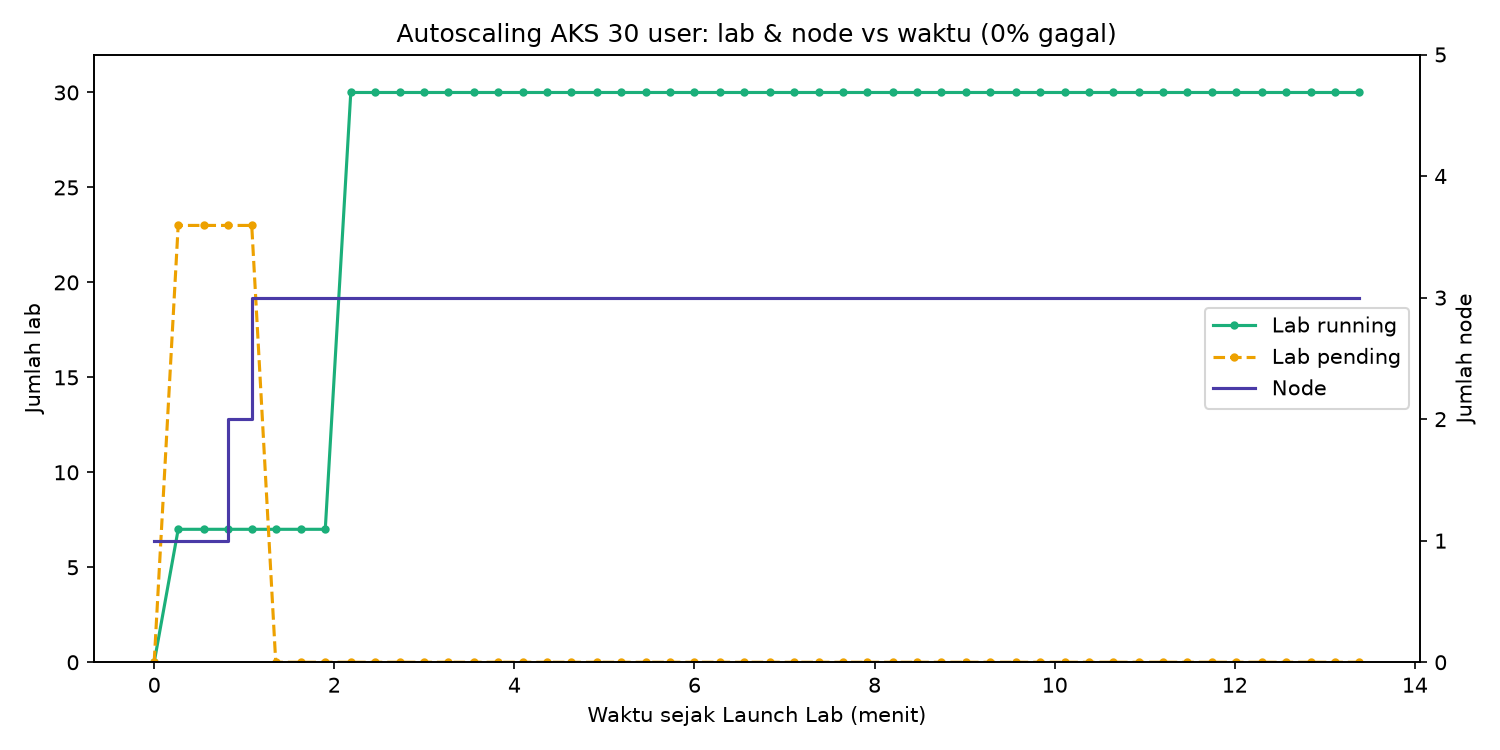 Autoscaling AKS 30 user: lab & node vs waktu (0% gagal)
Jumlah lab
30
25
20
15
10
5
0
5
4
3
2
1
0
Jumlah node
Lab running
Lab pending
Node
0 2 4 6 8 10 12 14
Waktu sejak Launch Lab (menit)